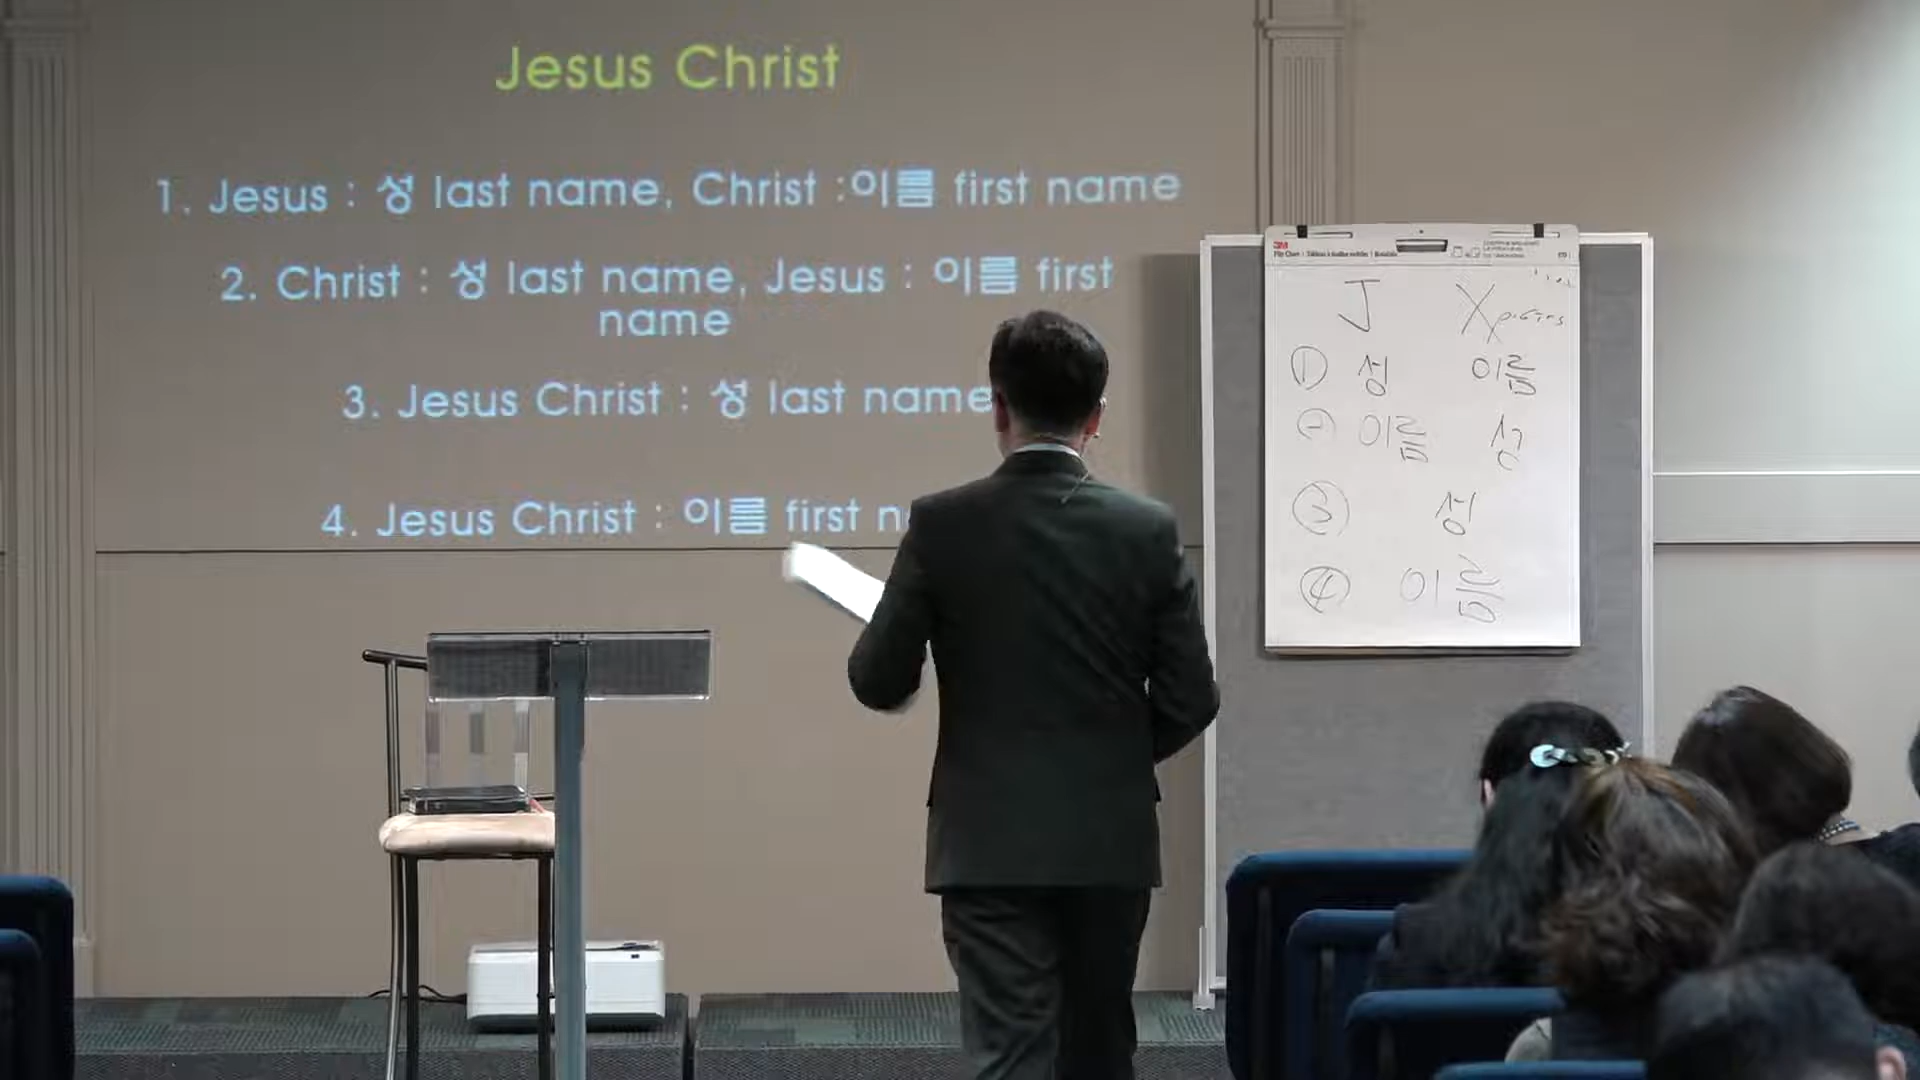 Jesus Christ
1. Jesus : 성 last name, Christ :이름 first name
2. Christ : 성 last name, Jesus : 이름 first
name
3. Jesus Christ : 성 last name
4. Jesus Christ : 이름 first
3M
J X
① 성 이름
② 이름 성
③ 성
④ 이름